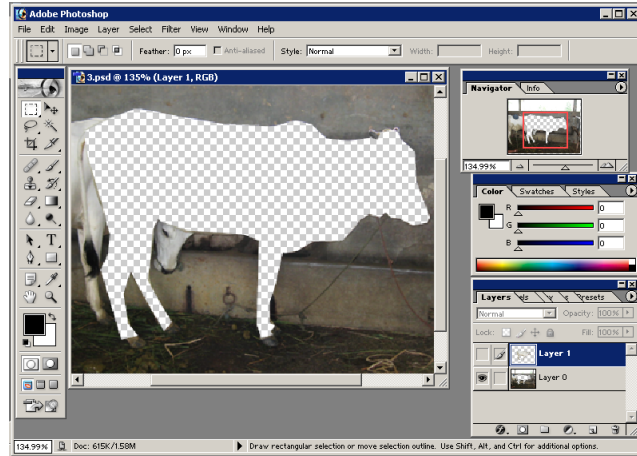 Adobe Photoshop
File Edit Image Layer Select Filter View Window Help
Feather: 0 px Anti-aliased Style: Normal Width: Height:
3.psd @ 135% (Layer 1, RGB)
Navigator Info
134.99%
Color Swatches Styles
R 0
G 0
B 0
Layers Presets
Normal Opacity: 100%
Lock: Fill: 100%
Layer 1
Layer 0
T
134.99% Doc: 615K/1.58M Draw rectangular selection or move selection outline. Use Shift, Alt, and Ctrl for additional options.